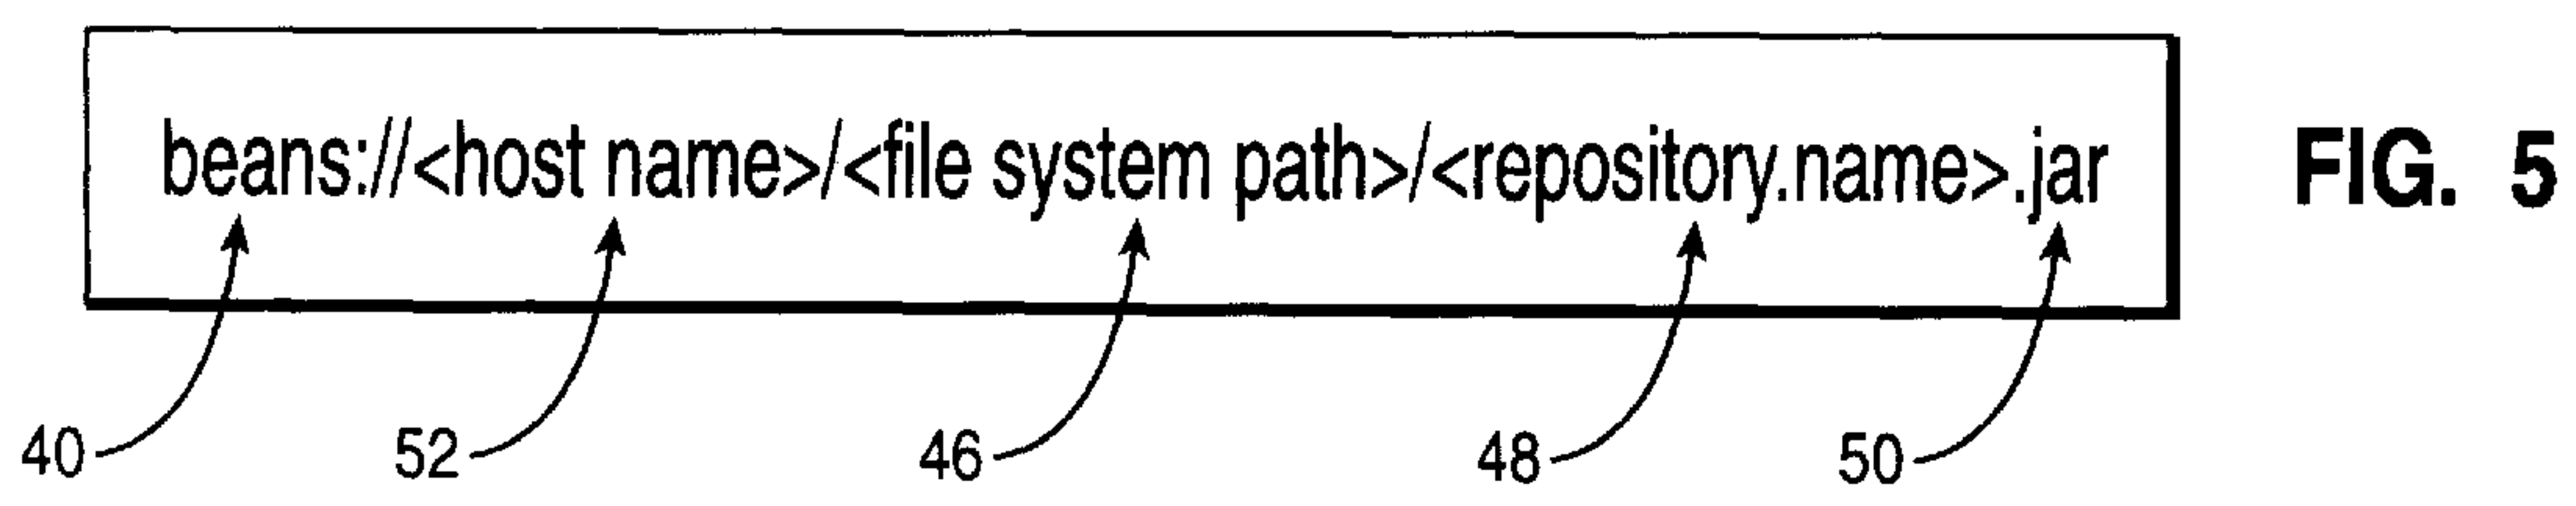 beans://<host name>/<file system path>/<repository.name>.jar
FIG. 5
40 52 46 48 50